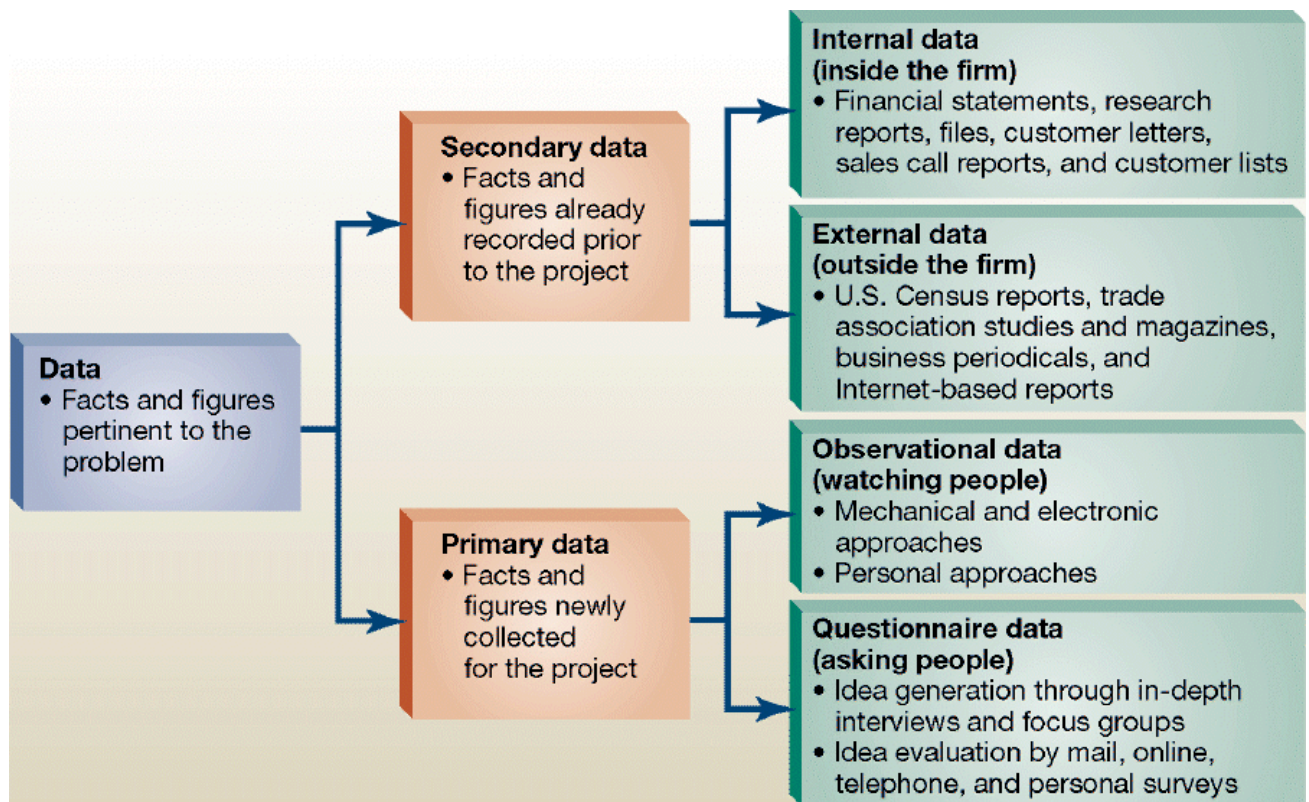 Data
• Facts and figures
pertinent to the
problem
Secondary data
• Facts and
figures already
recorded prior
to the project
Primary data
• Facts and
figures newly
collected
for the project
Internal data
(inside the firm)
• Financial statements, research
reports, files, customer letters,
sales call reports, and customer lists
External data
(outside the firm)
• U.S. Census reports, trade
association studies and magazines,
business periodicals, and
Internet-based reports
Observational data
(watching people)
• Mechanical and electronic
approaches
• Personal approaches
Questionnaire data
(asking people)
• Idea generation through in-depth
interviews and focus groups
• Idea evaluation by mail, online,
telephone, and personal surveys